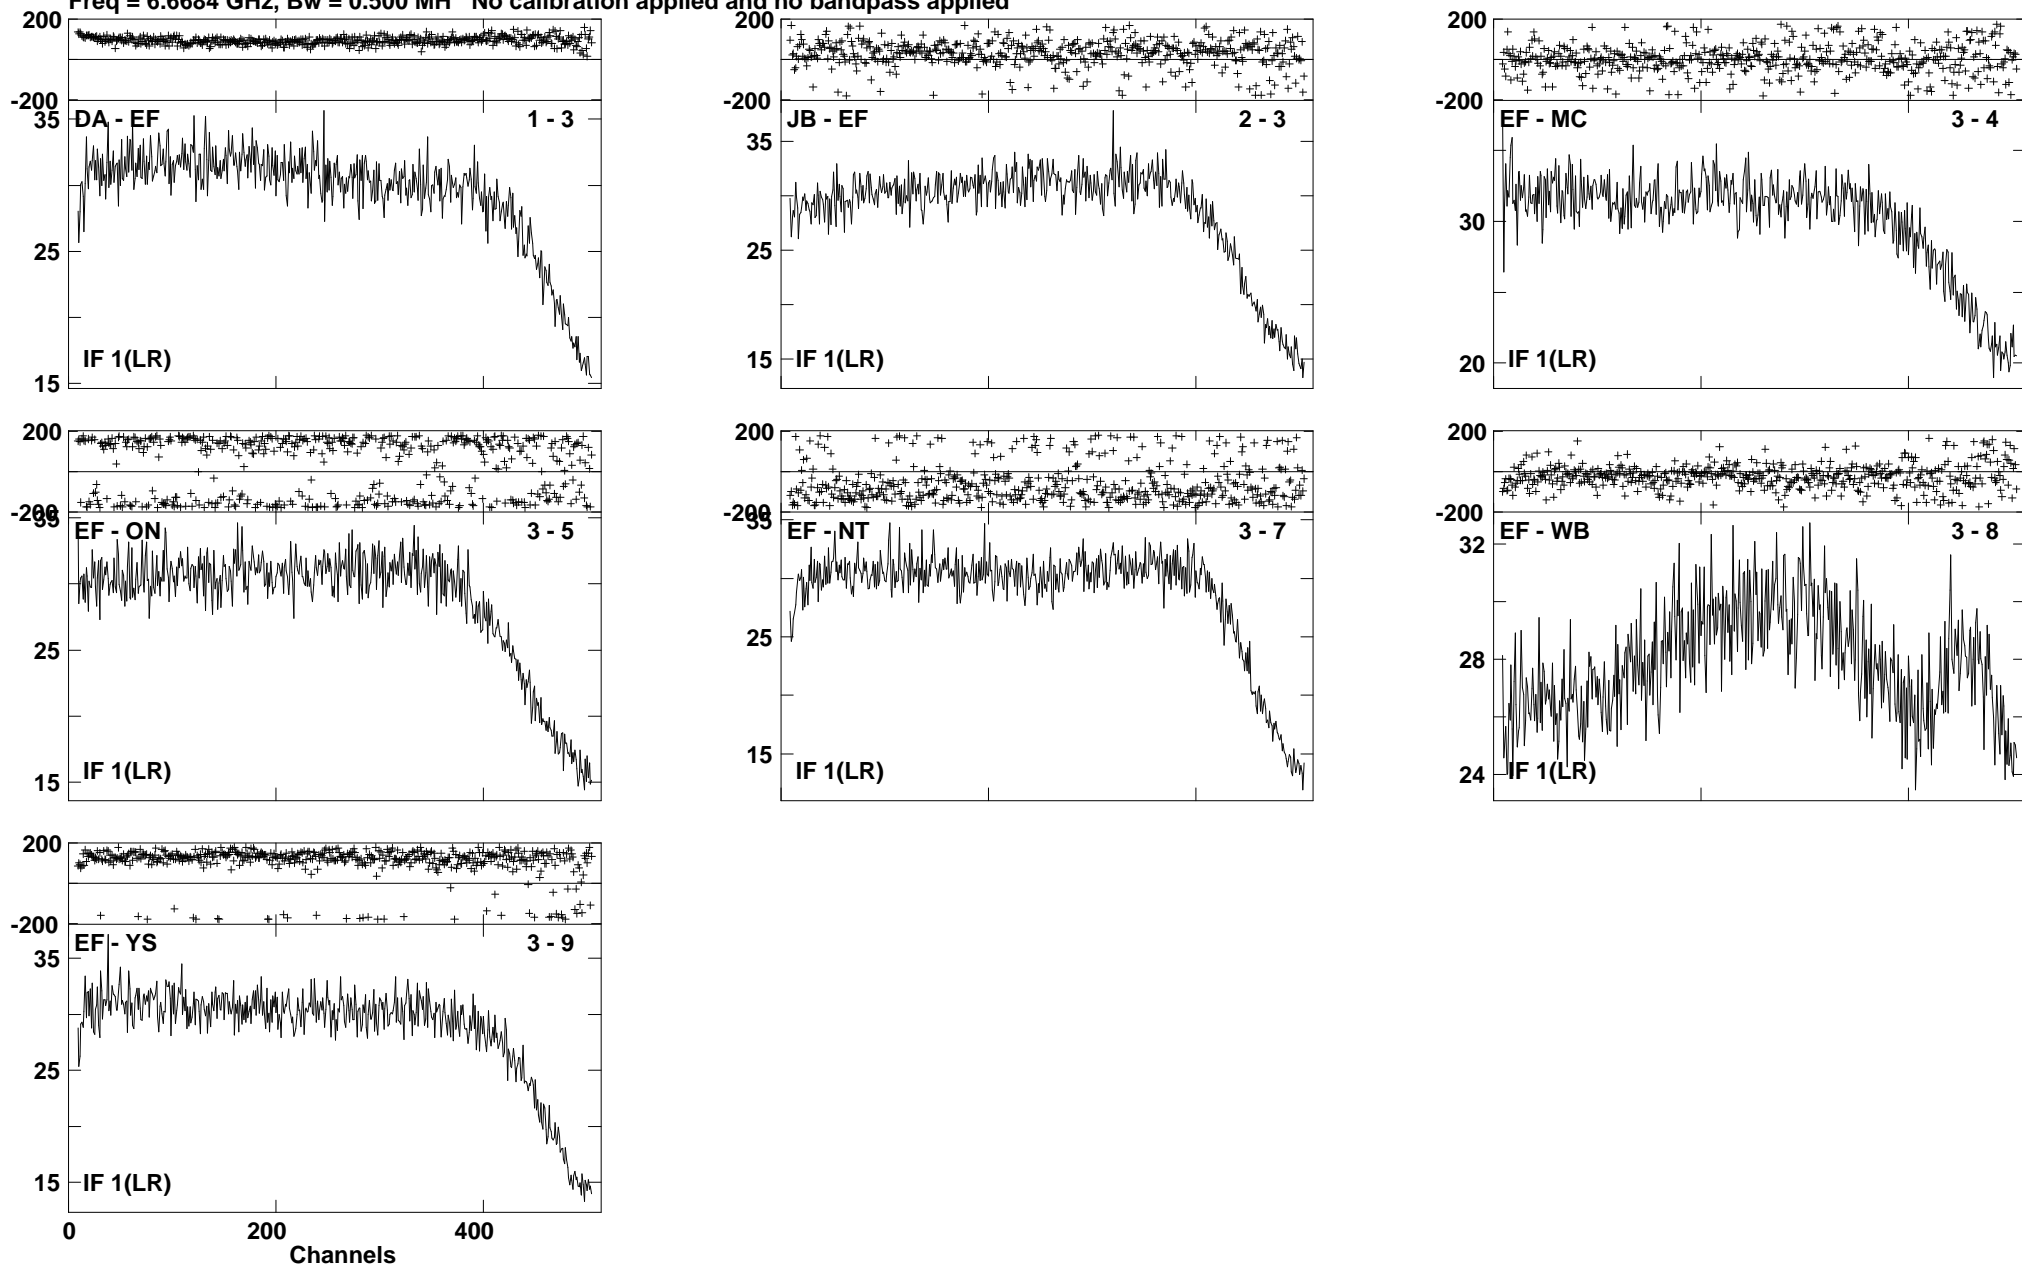 Freq = 6.6684 GHz, Bw = 0.500 MH No calibration applied and no bandpass applied
200
-200
35
DA - EF
1 - 3
25
IF 1(LR)
15
-200
JB - EF
2 - 3
35
25
15
IF 1(LR)
200
-200
EF - MC
3 - 4
30
20
IF 1(LR)
200
-200
EF - ON
3 - 5
25
15
IF 1(LR)
200
-200
35
EF - NT
3 - 7
25
15
IF 1(LR)
200
-200
EF - WB
3 - 8
32
28
24
IF 1(LR)
200
-200
EF - YS
3 - 9
35
25
15
IF 1(LR)
0
200
400
Channels